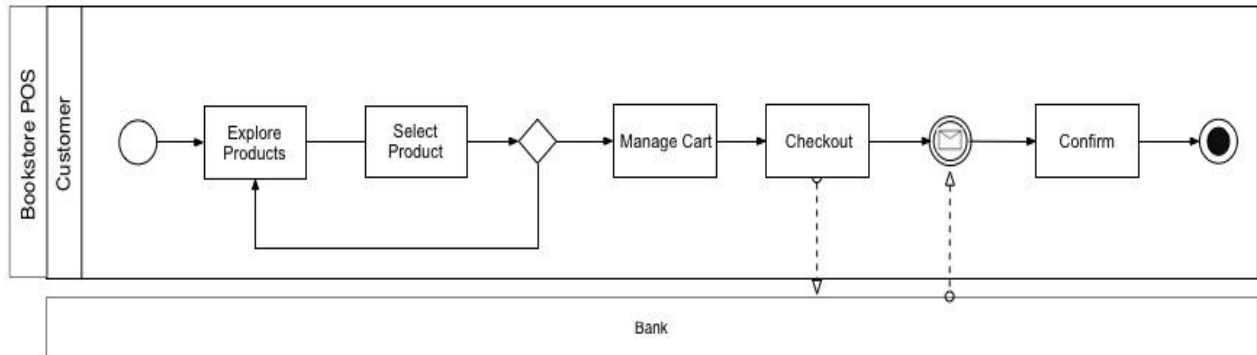 Bookstore POS
Customer
Explore
Products
Select
Product
Manage Cart
Checkout
Confirm
Bank